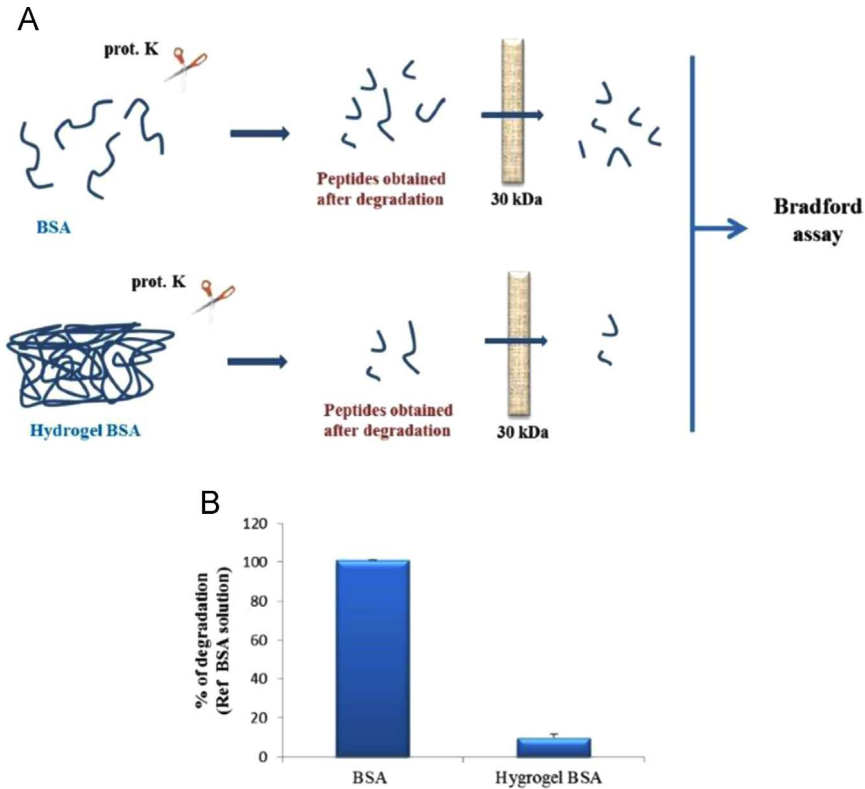 A
prot. K
BSA
Peptides obtained
after degradation
30 kDa
Bradford
assay
prot. K
Hydrogel BSA
Peptides obtained
after degradation
30 kDa
B
% of degradation
(Ref BSA solution)
120
100
80
60
40
20
0
BSA
Hygrogel BSA